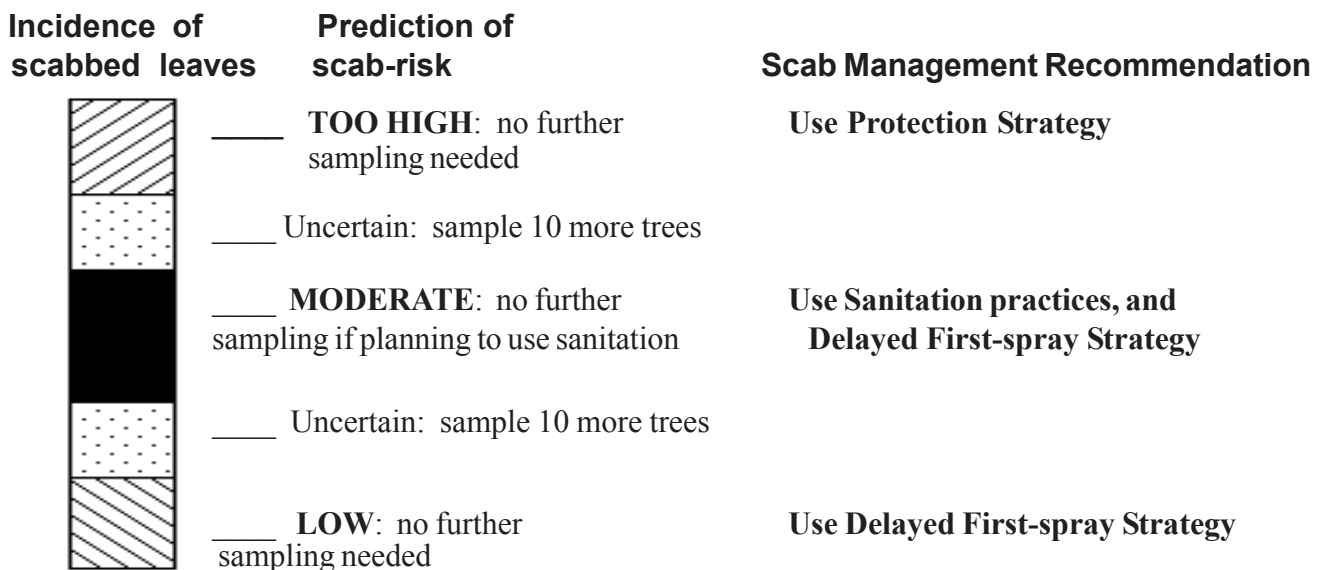 Incidence of scabbed leaves
Prediction of scab-risk
Scab Management Recommendation
____ TOO HIGH: no further
sampling needed
Use Protection Strategy
____ Uncertain: sample 10 more trees
____ MODERATE: no further
sampling if planning to use sanitation
Use Sanitation practices, and
Delayed First-spray Strategy
____ Uncertain: sample 10 more trees
____ LOW: no further
sampling needed
Use Delayed First-spray Strategy